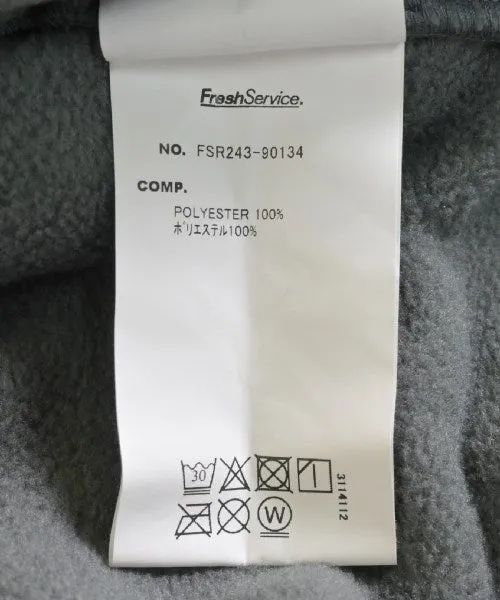 FreshService.
NO. FSR243-90134
COMP.
POLYESTER 100%
ポリエステル100%
30
W
3114112